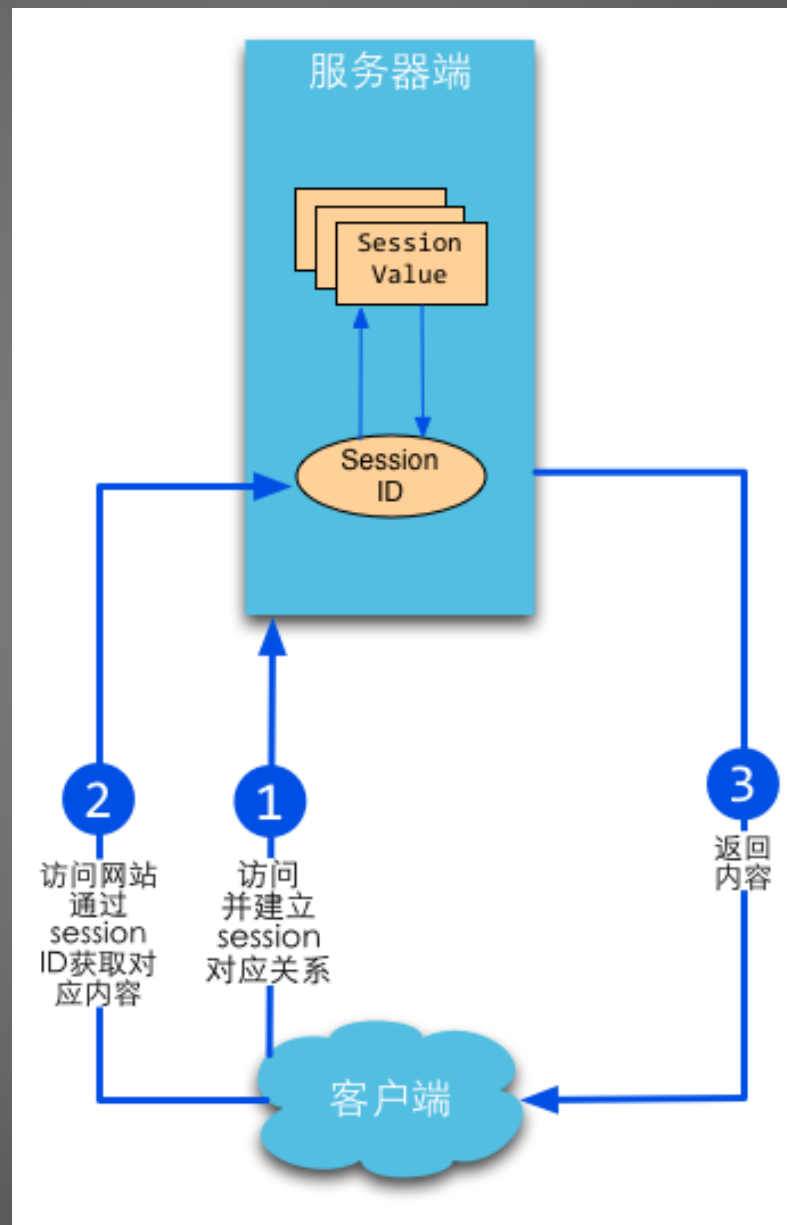 服务器端
Session
Value
Session
ID
2
访问网站
通过
session
ID获取对
应内容
1
访问
并建立
session
对应关系
3
返回
内容
客户端